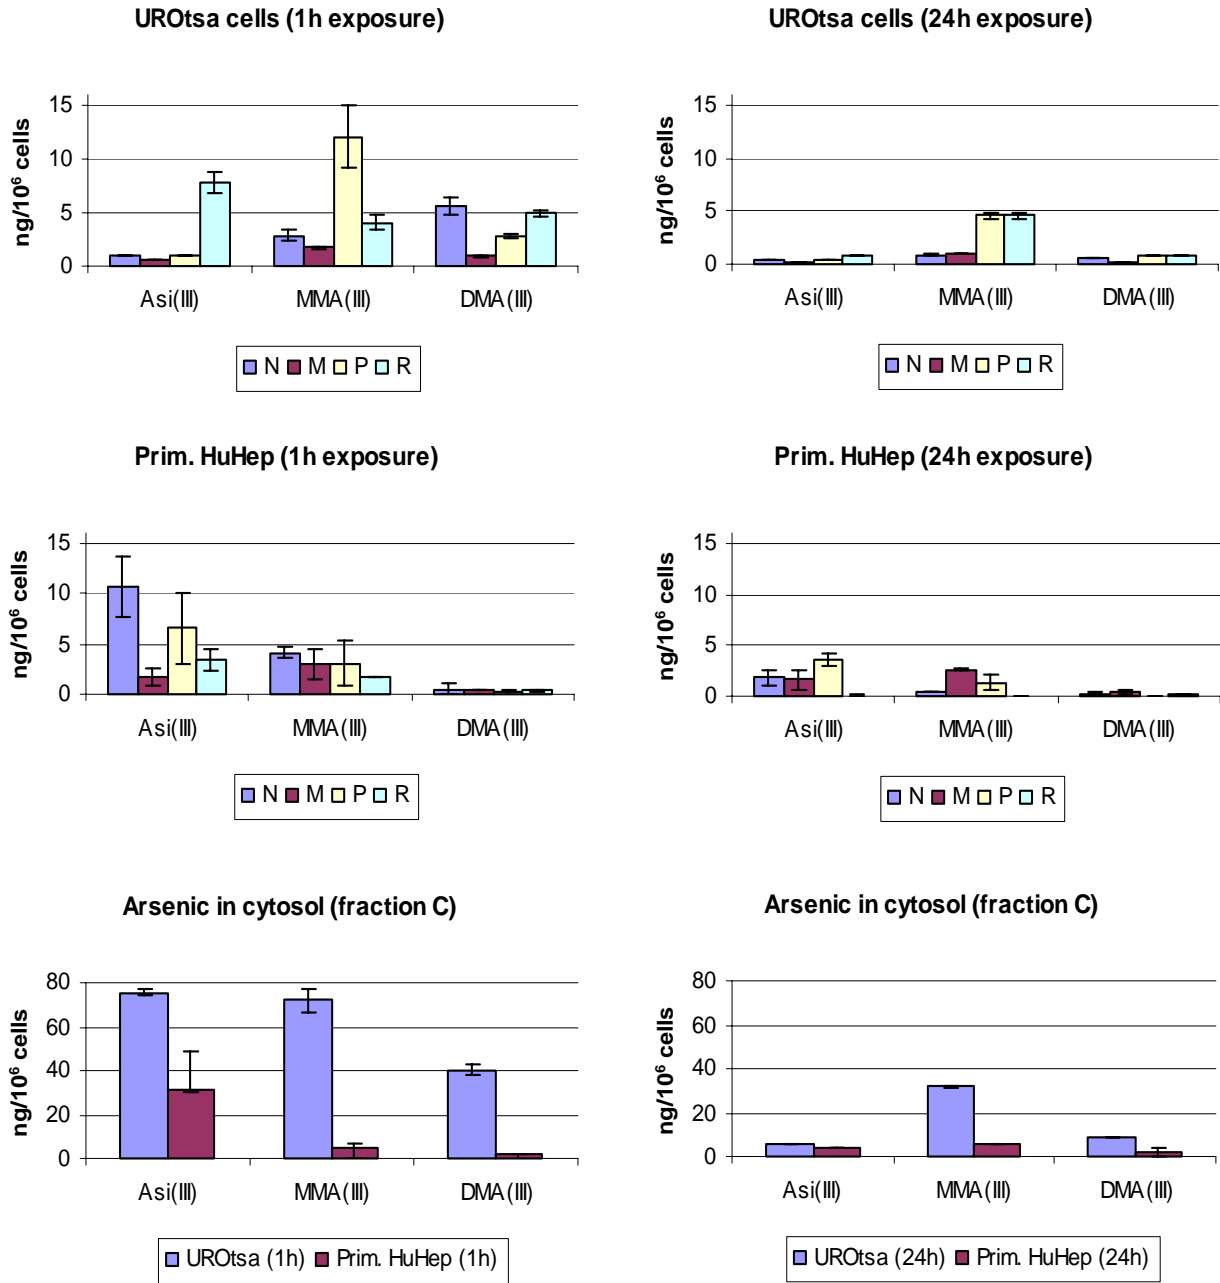 UROtsa cells (1h exposure)
ng/10⁶ cells
15
10
5
0
Asi(III) MMA(III) DMA(III)
N M P R
UROtsa cells (24h exposure)
ng/10⁶ cells
15
10
5
0
Asi(III) MMA(III) DMA(III)
N M P R
Prim. HuHep (1h exposure)
ng/10⁶ cells
15
10
5
0
Asi(III) MMA(III) DMA(III)
N M P R
Prim. HuHep (24h exposure)
ng/10⁶ cells
15
10
5
0
Asi(III) MMA(III) DMA(III)
N M P R
Arsenic in cytosol (fraction C)
ng/10⁶ cells
80
60
40
20
0
Asi(III) MMA(III) DMA(III)
UROtsa (1h) Prim. HuHep (1h)
Arsenic in cytosol (fraction C)
ng/10⁶ cells
80
60
40
20
0
Asi(III) MMA(III) DMA(III)
UROtsa (24h) Prim. HuHep (24h)